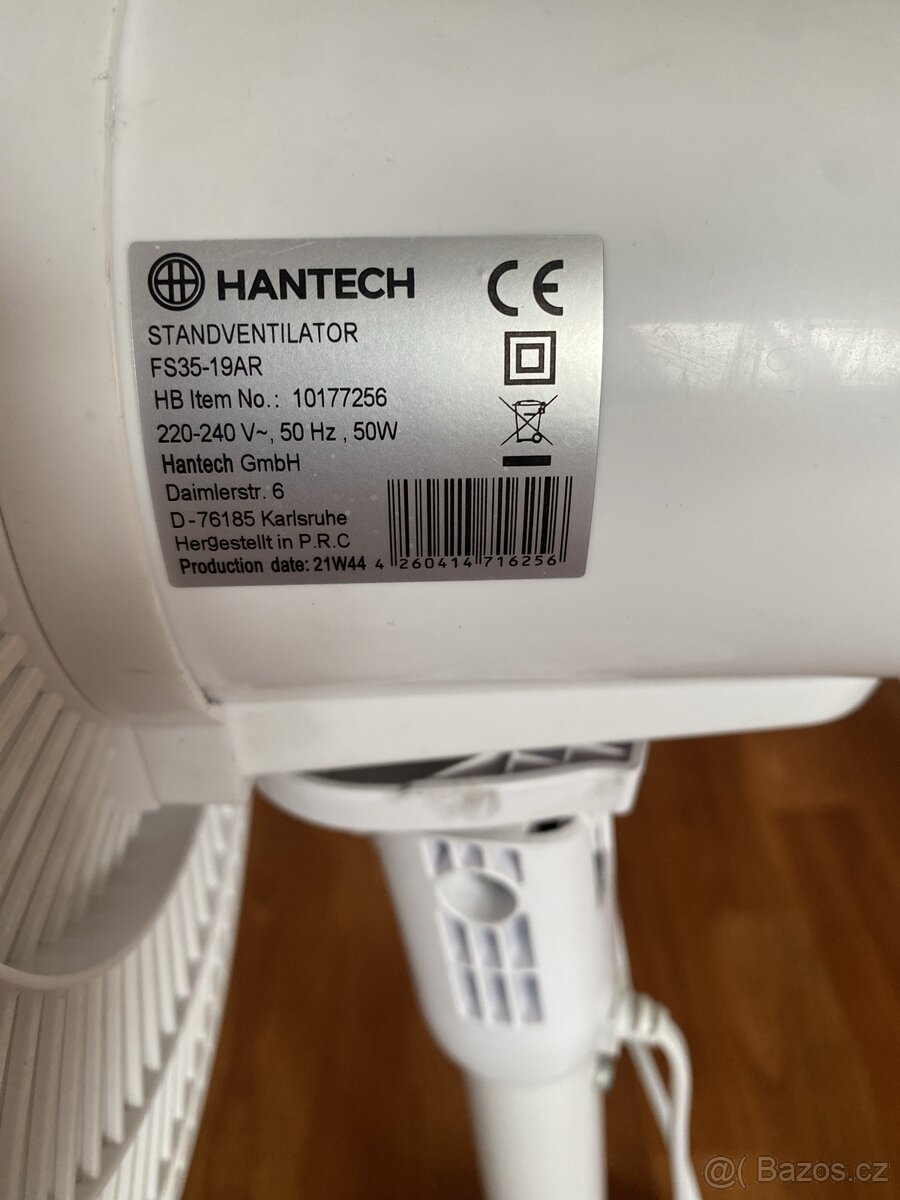 HANTECH
CE
STANDVENTILATOR
FS35-19AR
HB Item No.: 10177256
220-240 V~, 50 Hz , 50W
Hantech GmbH
Daimlerstr. 6
D-76185 Karlsruhe
Hergestellt in P.R.C
Production date: 21W44
4 260414 716256
@( Bazos.cz